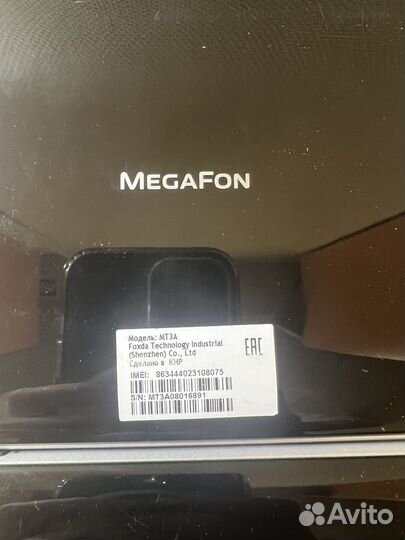 MEGAFON
Модель: MT3A
Foxda Technology Industrial
(Shenzhen) Co., Ltd
Сделано в КНР
EAC
IMEI: 863444023108075
S/N: MT3A08016891
Avito